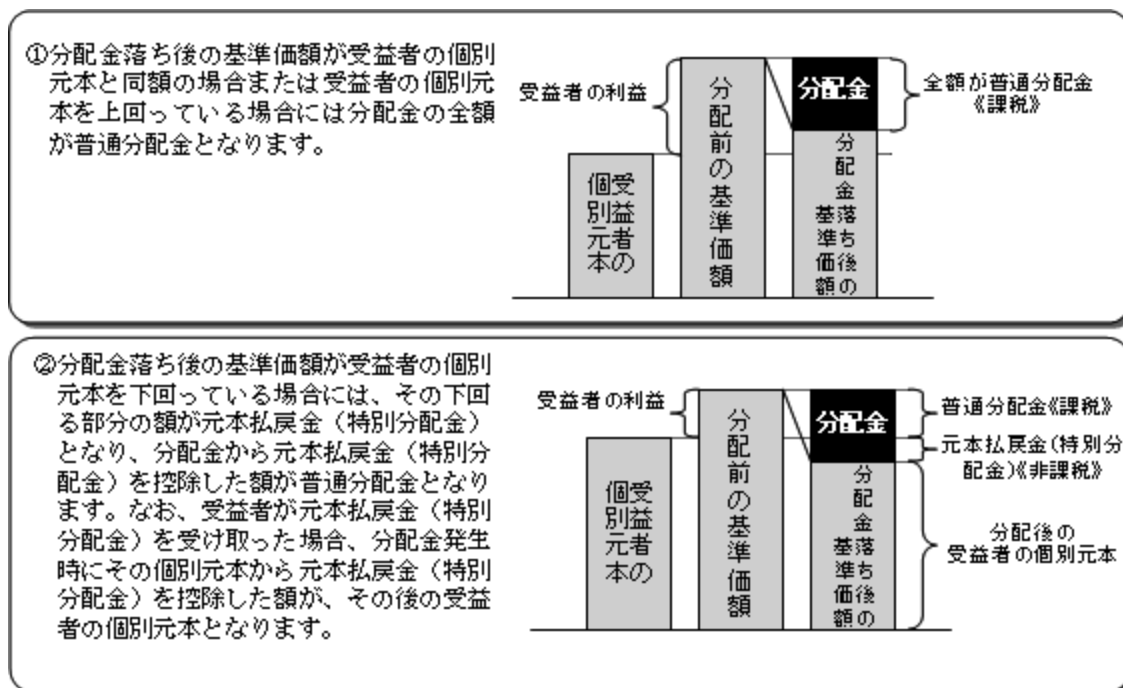 ①分配金落ち後の基準価額が受益者の個別
元本と同額の場合または受益者の個別元
本を上回っている場合には分配金の全額
が普通分配金となります。
受益者の利益
受益者の
個別元本
分配前の基準価額
分配金
分配金落ち後の
基準価額
全額が普通分配金
《課税》
②分配金落ち後の基準価額が受益者の個別
元本を下回っている場合には、その下回
る部分の額が元本払戻金（特別分配金）
となり、分配金から元本払戻金（特別分
配金）を控除した額が普通分配金となり
ます。なお、受益者が元本払戻金（特別
分配金）を受け取った場合、分配金発生
時にその個別元本から元本払戻金（特別
分配金）を控除した額が、その後の受益
者の個別元本となります。
受益者の利益
受益者の
個別元本
分配前の基準価額
分配金
分配金落ち後の
基準価額
普通分配金《課税》
元本払戻金(特別分
配金)《非課税》
分配後の
受益者の個別元本